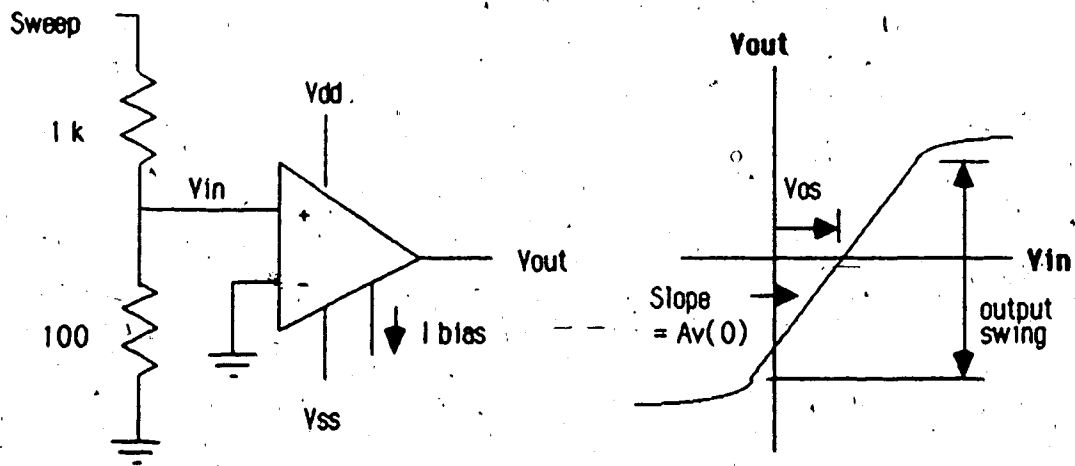 Sweep
1 k
Vin
Vdd
+
-
100
Vout
I bias
Vss
Vout
Vos
Vin
Slope
= Av(0)
output
swing